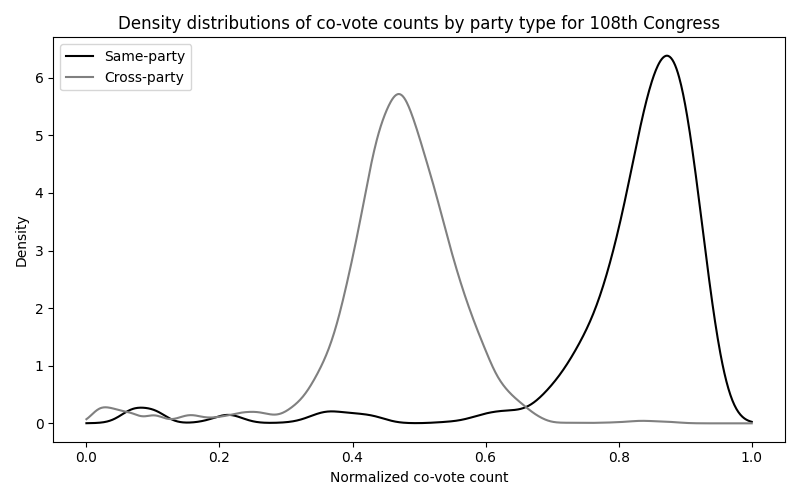 Density distributions of co-vote counts by party type for 108th Congress
Same-party
Cross-party
Density
6
5
4
3
2
1
0
0.0 0.2 0.4 0.6 0.8 1.0
Normalized co-vote count